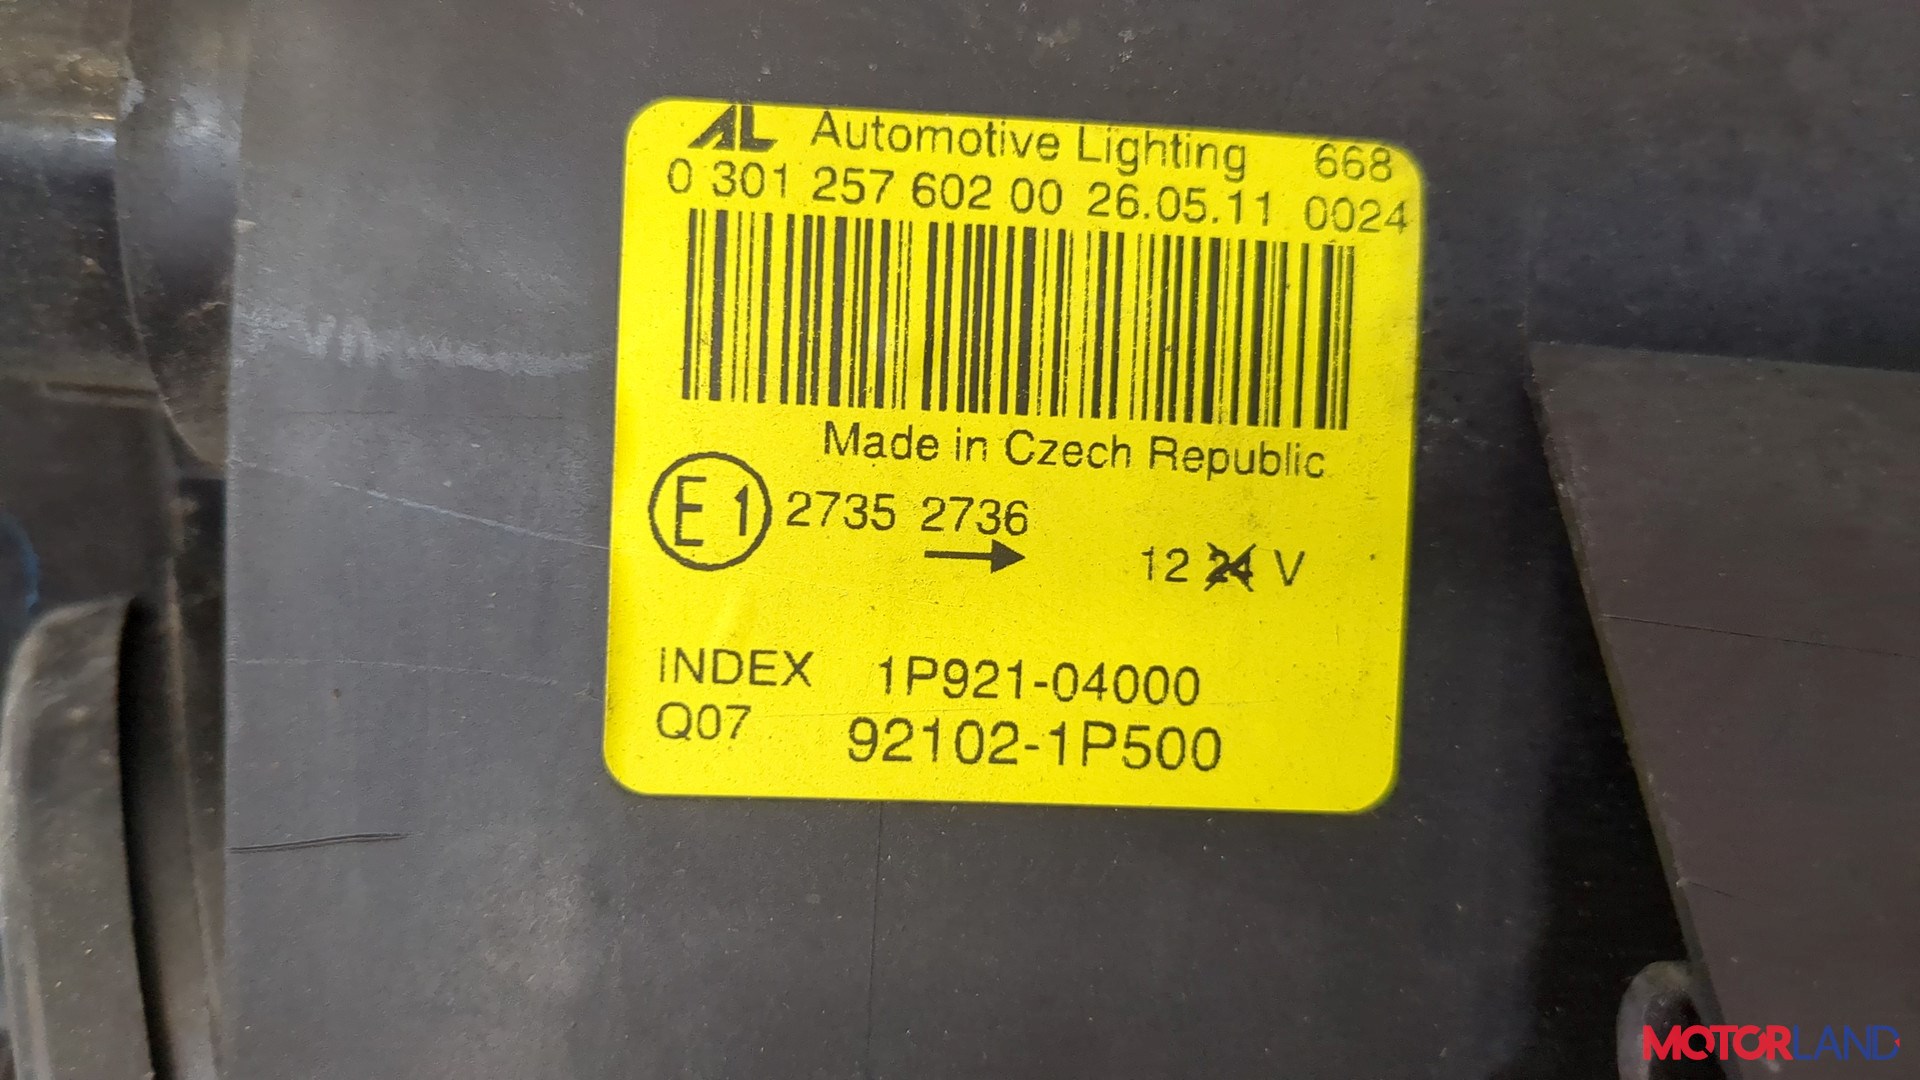 AL Automotive Lighting 668
0 301 257 602 00 26.05.11 0024
Made in Czech Republic
E1 2735 2736
12 24 V
INDEX 1P921-04000
Q07 92102-1P500
MOTORLAND